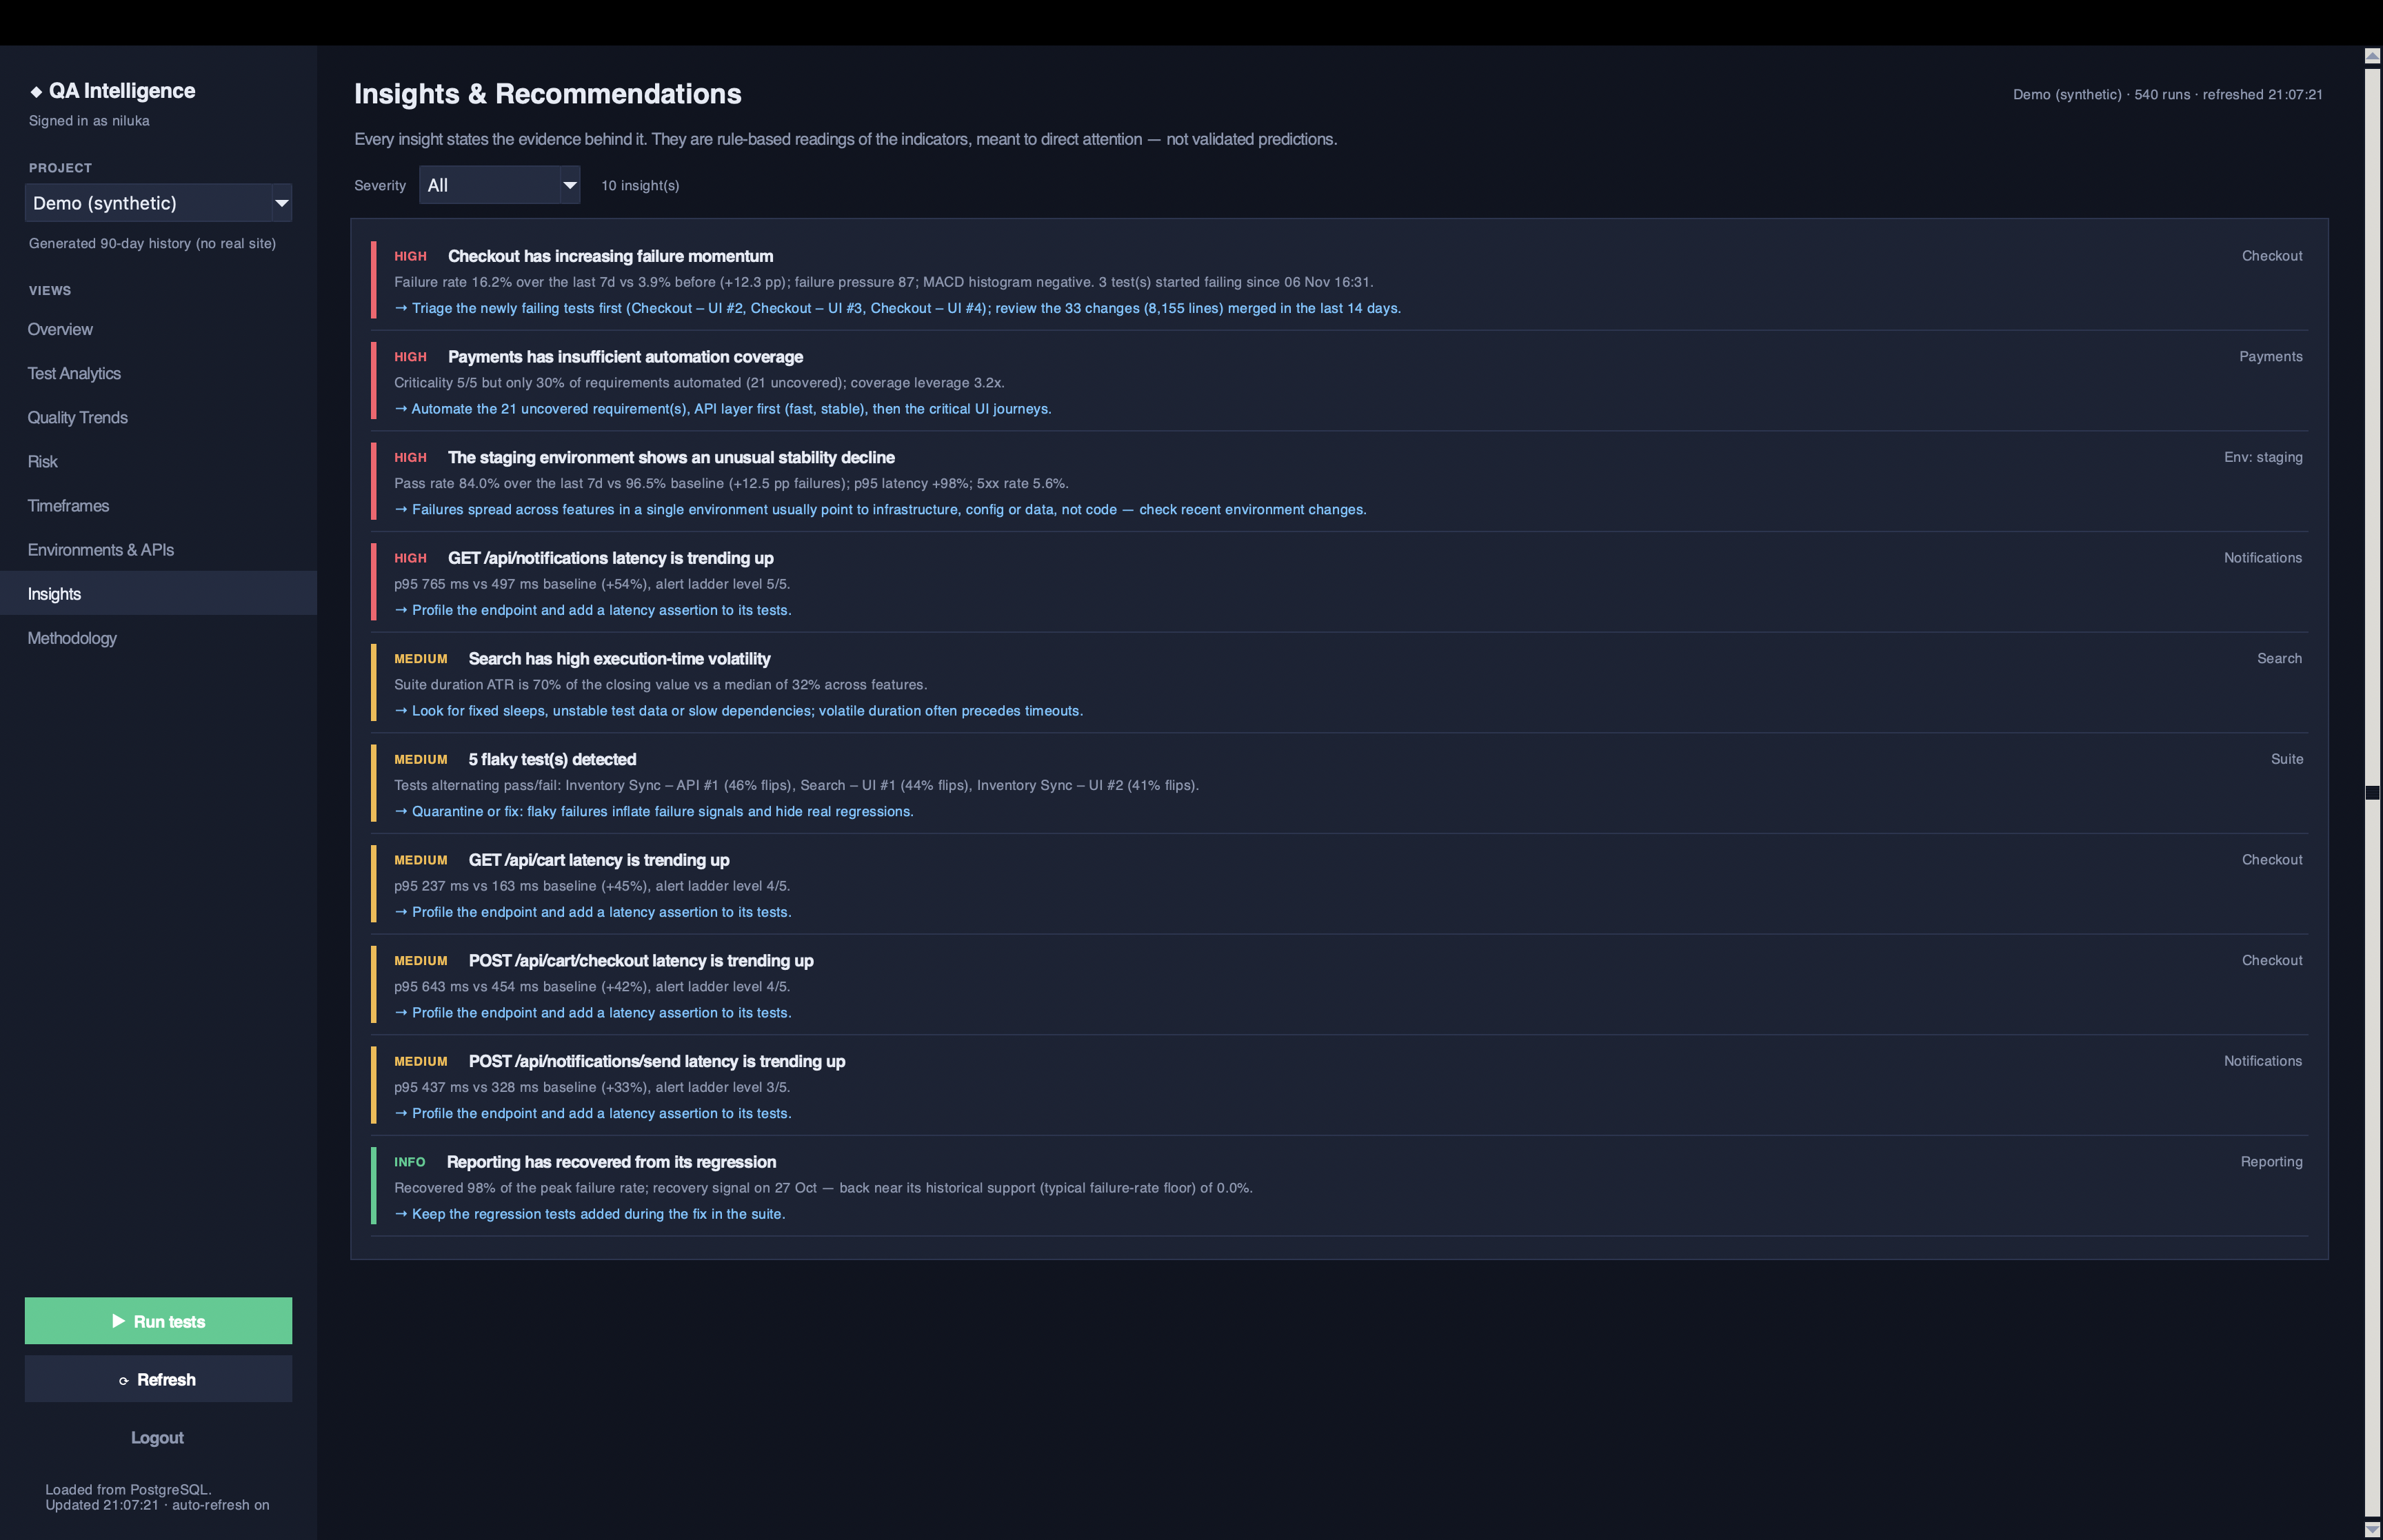 ◆ QA Intelligence
Signed in as niluka
PROJECT
Demo (synthetic)
Generated 90-day history (no real site)
VIEWS
Overview
Test Analytics
Quality Trends
Risk
Timeframes
Environments & APIs
Insights
Methodology
▶ Run tests
⟳ Refresh
Logout
Loaded from PostgreSQL.
Updated 21:07:21 · auto-refresh on
Insights & Recommendations
Demo (synthetic) · 540 runs · refreshed 21:07:21
Every insight states the evidence behind it. They are rule-based readings of the indicators, meant to direct attention — not validated predictions.
Severity All 10 insight(s)
HIGH Checkout has increasing failure momentum Checkout
Failure rate 16.2% over the last 7d vs 3.9% before (+12.3 pp); failure pressure 87; MACD histogram negative. 3 test(s) started failing since 06 Nov 16:31.
→ Triage the newly failing tests first (Checkout – UI #2, Checkout – UI #3, Checkout – UI #4); review the 33 changes (8,155 lines) merged in the last 14 days.
HIGH Payments has insufficient automation coverage Payments
Criticality 5/5 but only 30% of requirements automated (21 uncovered); coverage leverage 3.2x.
→ Automate the 21 uncovered requirement(s), API layer first (fast, stable), then the critical UI journeys.
HIGH The staging environment shows an unusual stability decline Env: staging
Pass rate 84.0% over the last 7d vs 96.5% baseline (+12.5 pp failures); p95 latency +98%; 5xx rate 5.6%.
→ Failures spread across features in a single environment usually point to infrastructure, config or data, not code — check recent environment changes.
HIGH GET /api/notifications latency is trending up Notifications
p95 765 ms vs 497 ms baseline (+54%), alert ladder level 5/5.
→ Profile the endpoint and add a latency assertion to its tests.
MEDIUM Search has high execution-time volatility Search
Suite duration ATR is 70% of the closing value vs a median of 32% across features.
→ Look for fixed sleeps, unstable test data or slow dependencies; volatile duration often precedes timeouts.
MEDIUM 5 flaky test(s) detected Suite
Tests alternating pass/fail: Inventory Sync – API #1 (46% flips), Search – UI #1 (44% flips), Inventory Sync – UI #2 (41% flips).
→ Quarantine or fix: flaky failures inflate failure signals and hide real regressions.
MEDIUM GET /api/cart latency is trending up Checkout
p95 237 ms vs 163 ms baseline (+45%), alert ladder level 4/5.
→ Profile the endpoint and add a latency assertion to its tests.
MEDIUM POST /api/cart/checkout latency is trending up Checkout
p95 643 ms vs 454 ms baseline (+42%), alert ladder level 4/5.
→ Profile the endpoint and add a latency assertion to its tests.
MEDIUM POST /api/notifications/send latency is trending up Notifications
p95 437 ms vs 328 ms baseline (+33%), alert ladder level 3/5.
→ Profile the endpoint and add a latency assertion to its tests.
INFO Reporting has recovered from its regression Reporting
Recovered 98% of the peak failure rate; recovery signal on 27 Oct — back near its historical support (typical failure-rate floor) of 0.0%.
→ Keep the regression tests added during the fix in the suite.